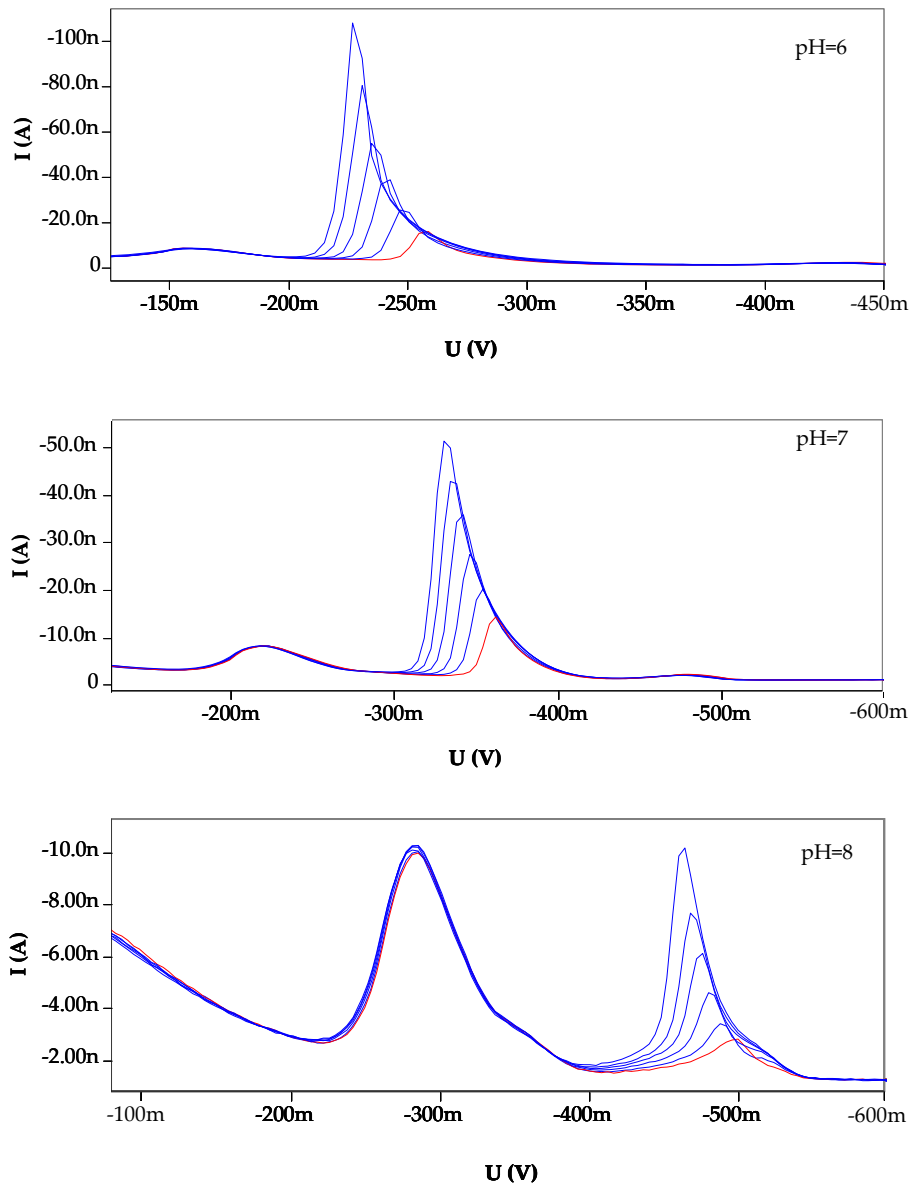 pH=6
I (A)
-100n
-80.0n
-60.0n
-40.0n
-20.0n
0
-150m -200m -250m -300m -350m -400m -450m
U (V)
pH=7
I (A)
-50.0n
-40.0n
-30.0n
-20.0n
-10.0n
0
-200m -300m -400m -500m -600m
U (V)
pH=8
I (A)
-10.0n
-8.00n
-6.00n
-4.00n
-2.00n
-100m -200m -300m -400m -500m -600m
U (V)